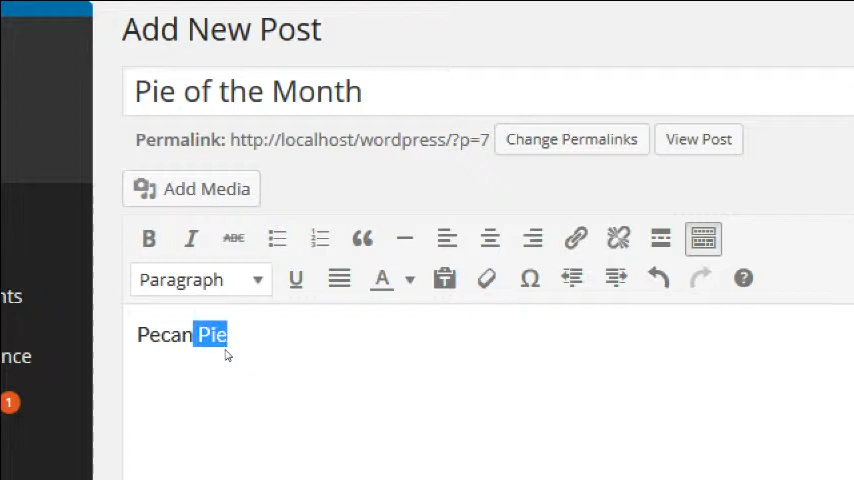 Add New Post
Pie of the Month
Permalink: http://localhost/wordpress/?p=7 Change Permalinks View Post
Add Media
B I ABC
Paragraph U A Ω ?
nts
Pecan Pie
nce
1